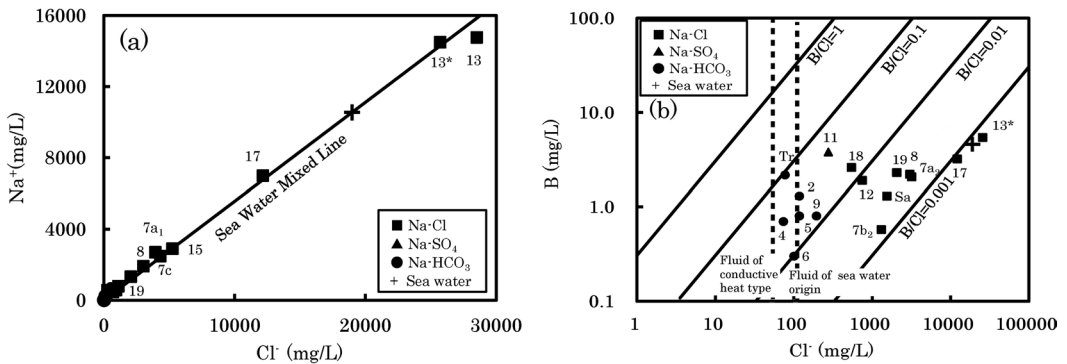 (a)
Na⁺(mg/L)
16000
12000
8000
4000
0
0
10000
20000
30000
Cl⁻ (mg/L)
13*
13
17
Sea Water Mixed Line
7a₁
8
15
7c
19
Na-Cl
Na-SO₄
Na-HCO₃
+ Sea water
(b)
B (mg/L)
100.0
10.0
1.0
0.1
1
10
100
1000
10000
100000
Cl⁻ (mg/L)
Na-Cl
Na-SO₄
Na-HCO₃
+ Sea water
B/Cl=1
B/Cl=0.1
B/Cl=0.01
B/Cl=0.001
13*
11
Tr
18
19
8
7a₃
17
2
12
Sa
9
4
5
7b₂
6
Fluid of
conductive
heat type
Fluid of sea water
origin